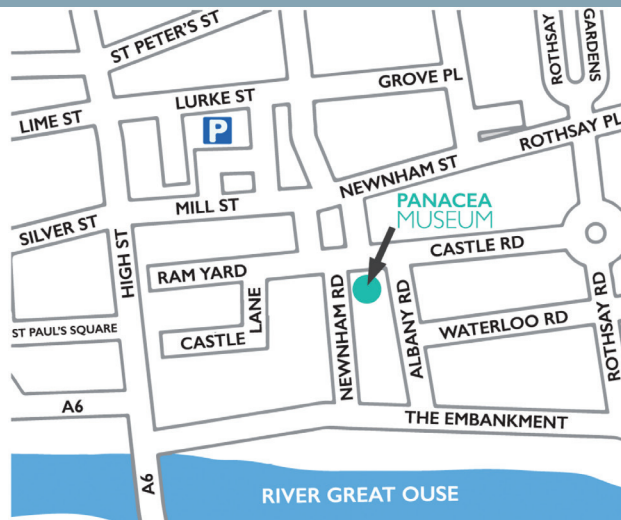 ST PETER'S ST
ROTHSAY
GARDENS
GROVE PL
LURKE ST
LIME ST
P
ROTHSAY PL
NEWNHAM ST
PANACEA
MUSEUM
MILL ST
SILVER ST
HIGH ST
CASTLE RD
RAM YARD
LANE
NEWNHAM RD
ALBANY RD
ROTHSAY RD
ST PAUL'S SQUARE
CASTLE
WATERLOO RD
A6
THE EMBANKMENT
A6
RIVER GREAT OUSE